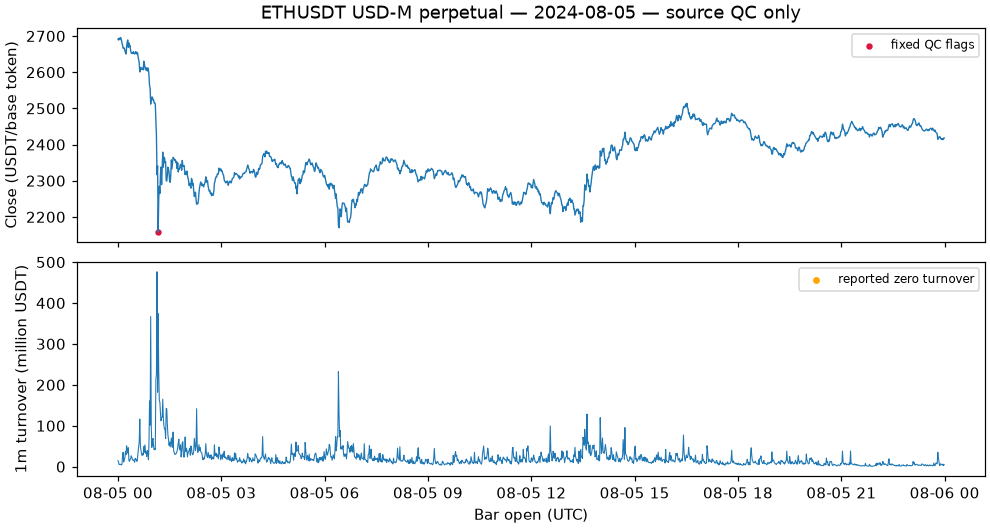 ETHUSDT USD-M perpetual — 2024-08-05 — source QC only
Close (USDT/base token)
2700
2600
2500
2400
2300
2200
fixed QC flags
1m turnover (million USDT)
500
400
300
200
100
0
reported zero turnover
08-05 00 08-05 03 08-05 06 08-05 09 08-05 12 08-05 15 08-05 18 08-05 21 08-06 00
Bar open (UTC)